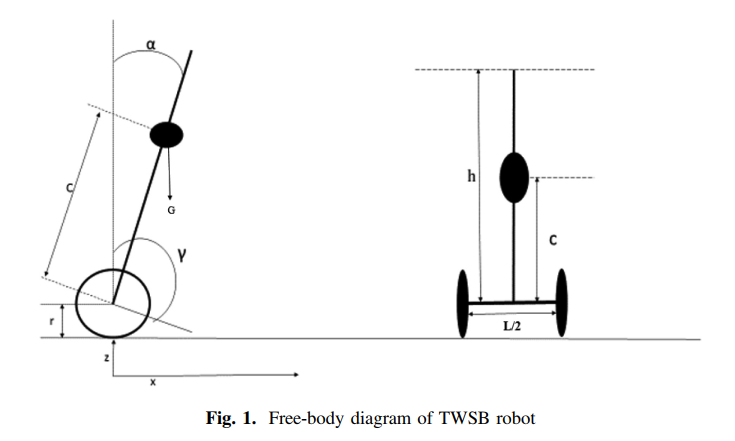 α
C
G
γ
r
z
x
h
C
L/2
Fig. 1. Free-body diagram of TWSB robot